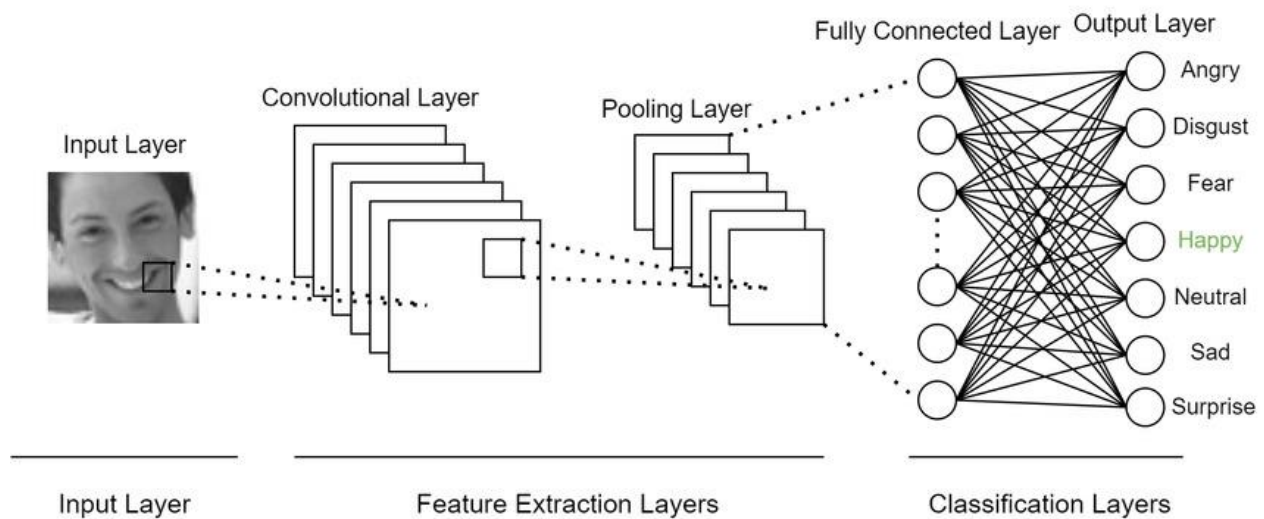 Input Layer
Convolutional Layer
Pooling Layer
Fully Connected Layer
Output Layer
Angry
Disgust
Fear
Happy
Neutral
Sad
Surprise
Input Layer
Feature Extraction Layers
Classification Layers